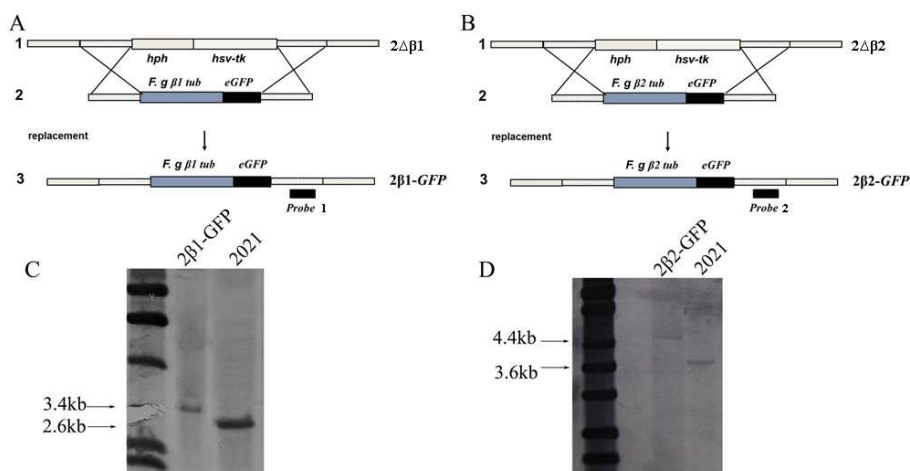 A
1
2Δβ1
hph
hsv-tk
F. g β1 tub
eGFP
2
replacement
F. g β1 tub
eGFP
3
2β1-GFP
Probe 1
B
1
2Δβ2
hph
hsv-tk
F. g β2 tub
eGFP
2
replacement
F. g β2 tub
eGFP
3
2β2-GFP
Probe 2
C
2β1-GFP
2021
3.4kb
2.6kb
D
2β2-GFP
2021
4.4kb
3.6kb